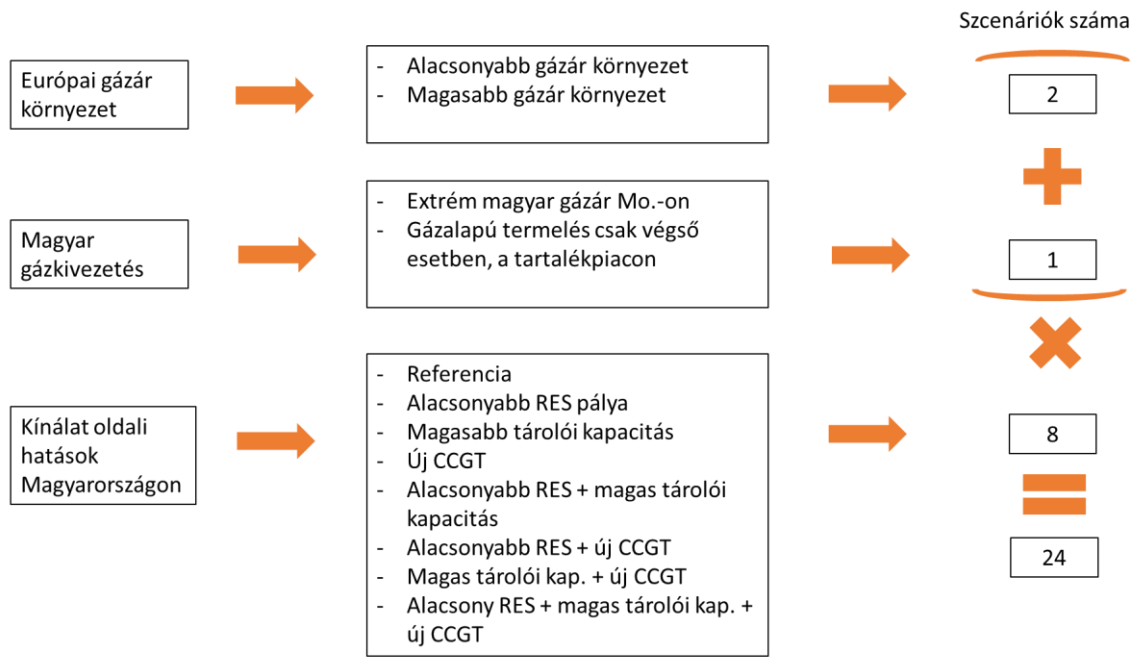 Szcenáriók száma
Európai gázár
környezet
- Alacsonyabb gázár környezet
- Magasabb gázár környezet
2
Magyar
gázkivezetés
- Extrém magyar gázár Mo.-on
- Gázalapú termelés csak végső
esetben, a tartalékpiacon
1
Kínálat oldali
hatások
Magyarországon
- Referencia
- Alacsonyabb RES pálya
- Magasabb tárolói kapacitás
- Új CCGT
- Alacsonyabb RES + magas tárolói
kapacitás
- Alacsonyabb RES + új CCGT
- Magas tárolói kap. + új CCGT
- Alacsony RES + magas tárolói kap. +
új CCGT
8
24